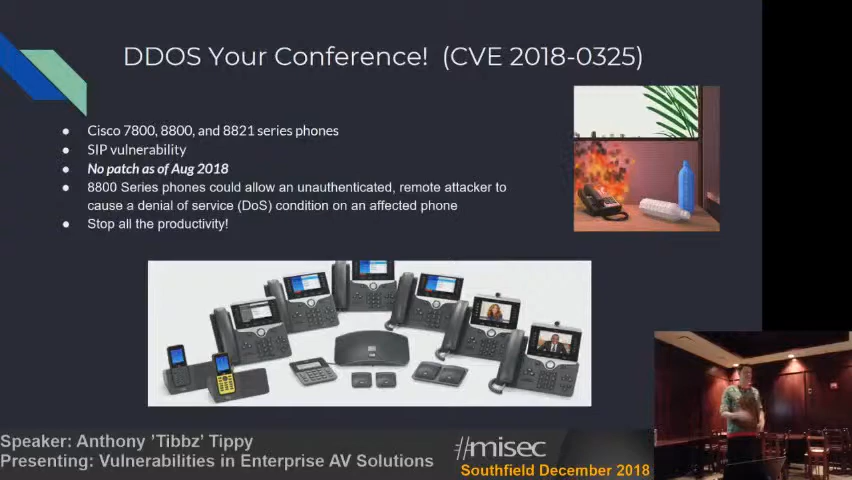 DDOS Your Conference! (CVE 2018-0325)
Cisco 7800, 8800, and 8821 series phones
SIP vulnerability
No patch as of Aug 2018
8800 Series phones could allow an unauthenticated, remote attacker to
cause a denial of service (DoS) condition on an affected phone
Stop all the productivity!
Speaker: Anthony 'Tibbz' Tippy
Presenting: Vulnerabilities in Enterprise AV Solutions
#misec
Southfield December 2018